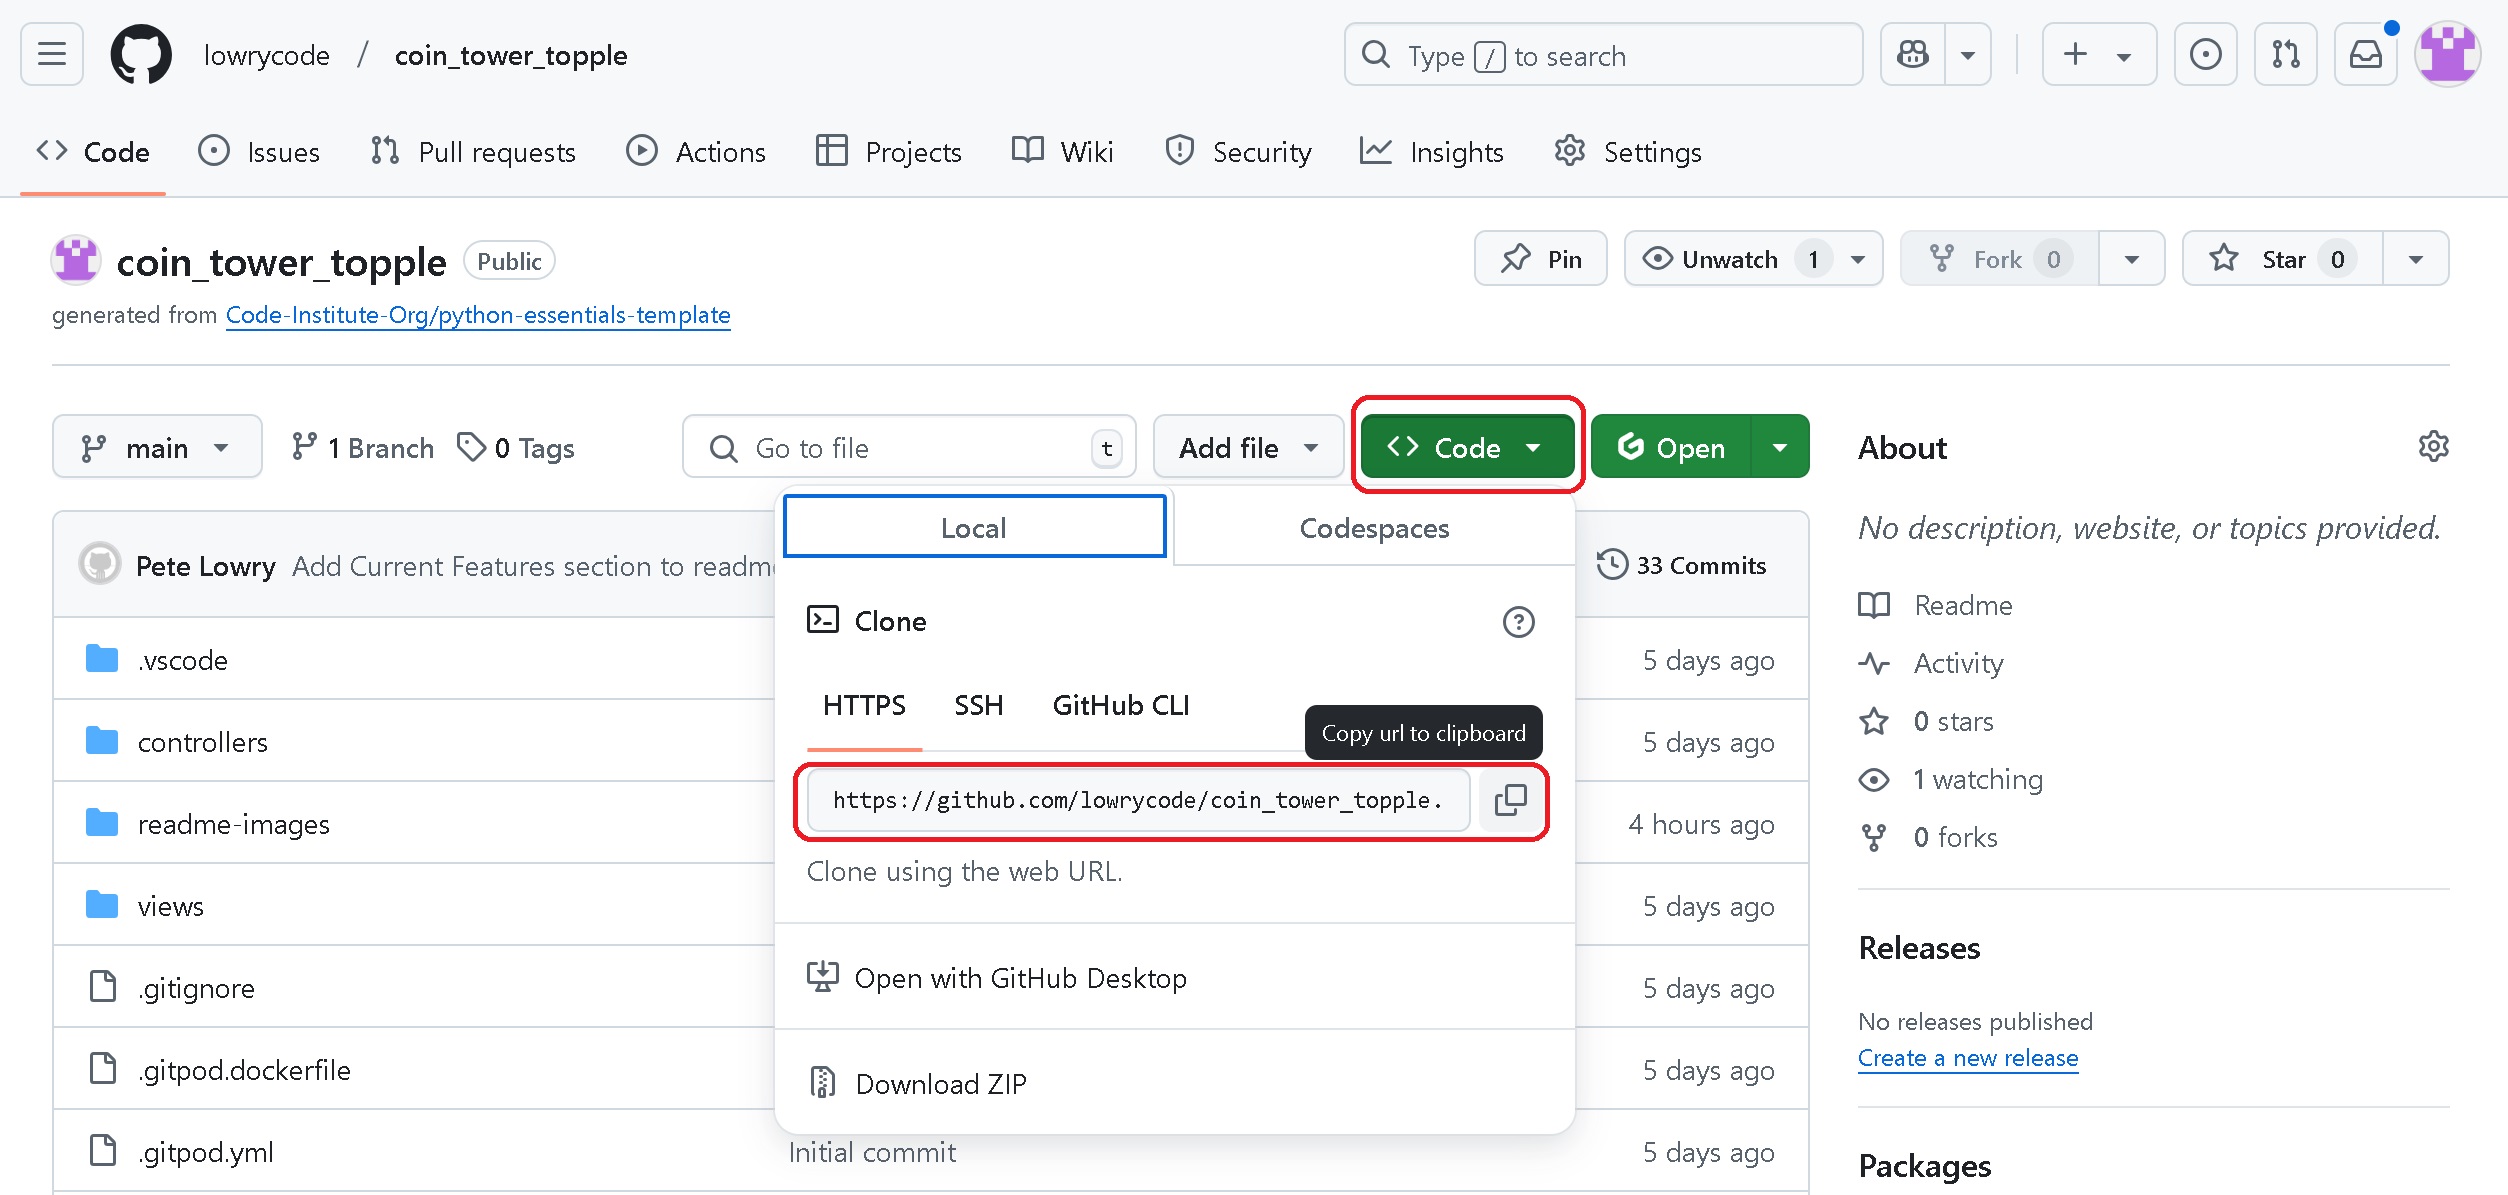 lowrycode / coin_tower_topple
Type / to search
Code Issues Pull requests Actions Projects Wiki Security Insights Settings
coin_tower_topple Public
Pin Unwatch 1 Fork 0 Star 0
generated from Code-Institute-Org/python-essentials-template
main 1 Branch 0 Tags Go to file t Add file Code Open
About
No description, website, or topics provided.
Local Codespaces
Pete Lowry Add Current Features section to readme
33 Commits
Clone
HTTPS SSH GitHub CLI
Copy url to clipboard
https://github.com/lowrycode/coin_tower_topple.
Clone using the web URL.
Open with GitHub Desktop
Download ZIP
.vscode 5 days ago
controllers 5 days ago
readme-images 4 hours ago
views 5 days ago
.gitignore 5 days ago
.gitpod.dockerfile 5 days ago
.gitpod.yml Initial commit 5 days ago
Readme
Activity
0 stars
1 watching
0 forks
Releases
No releases published
Create a new release
Packages